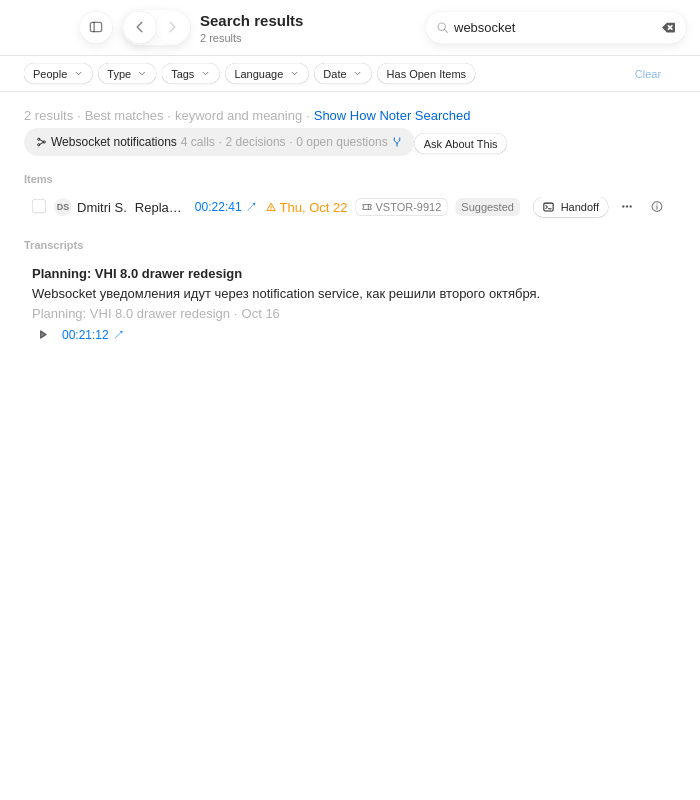 Search results
2 results
websocket
People Type Tags Language Date Has Open Items Clear
2 results · Best matches · keyword and meaning · Show How Noter Searched
Websocket notifications 4 calls · 2 decisions · 0 open questions Ask About This
Items
DS Dmitri S. Repla… 00:22:41 ↗ Thu, Oct 22 VSTOR-9912 Suggested Handoff
Transcripts
Planning: VHI 8.0 drawer redesign
Websocket уведомления идут через notification service, как решили второго октября.
Planning: VHI 8.0 drawer redesign · Oct 16
00:21:12 ↗